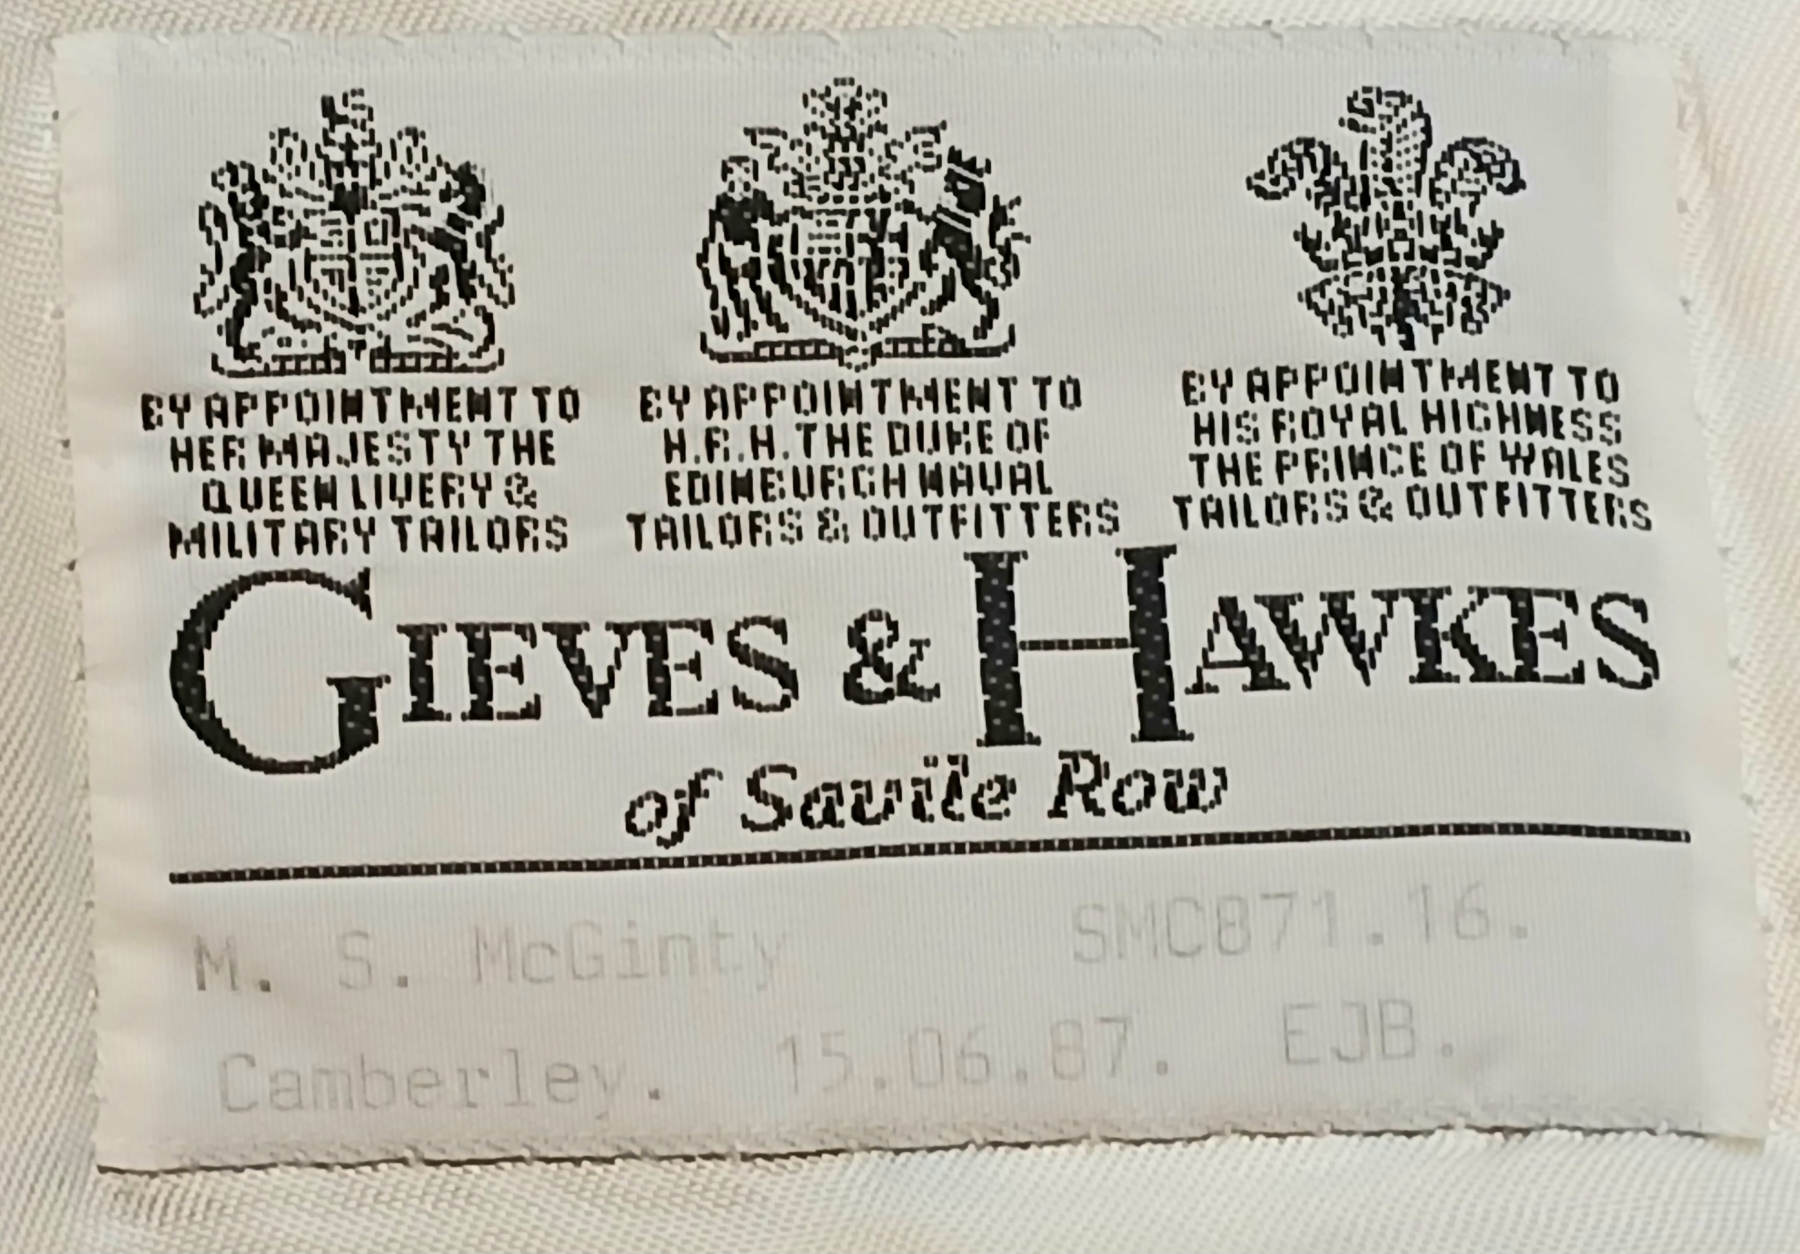 BY APPOINTMENT TO
HER MAJESTY THE
QUEEN LIVERY &
MILITARY TAILORS
BY APPOINTMENT TO
H.R.H. THE DUKE OF
EDINBURGH NAVAL
TAILORS & OUTFITTERS
BY APPOINTMENT TO
HIS ROYAL HIGHNESS
THE PRINCE OF WALES
TAILORS & OUTFITTERS
GIEVES & HAWKES
of Savile Row
M. S. McGinty SMC871.16.
Camberley. 15.06.87. EJB.